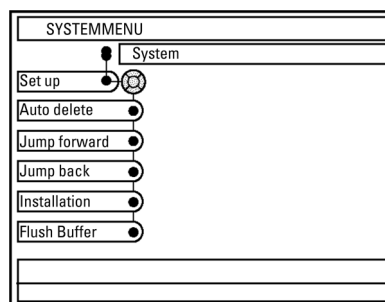 SYSTEMMENU
System
Set up
Auto delete
Jump forward
Jump back
Installation
Flush Buffer